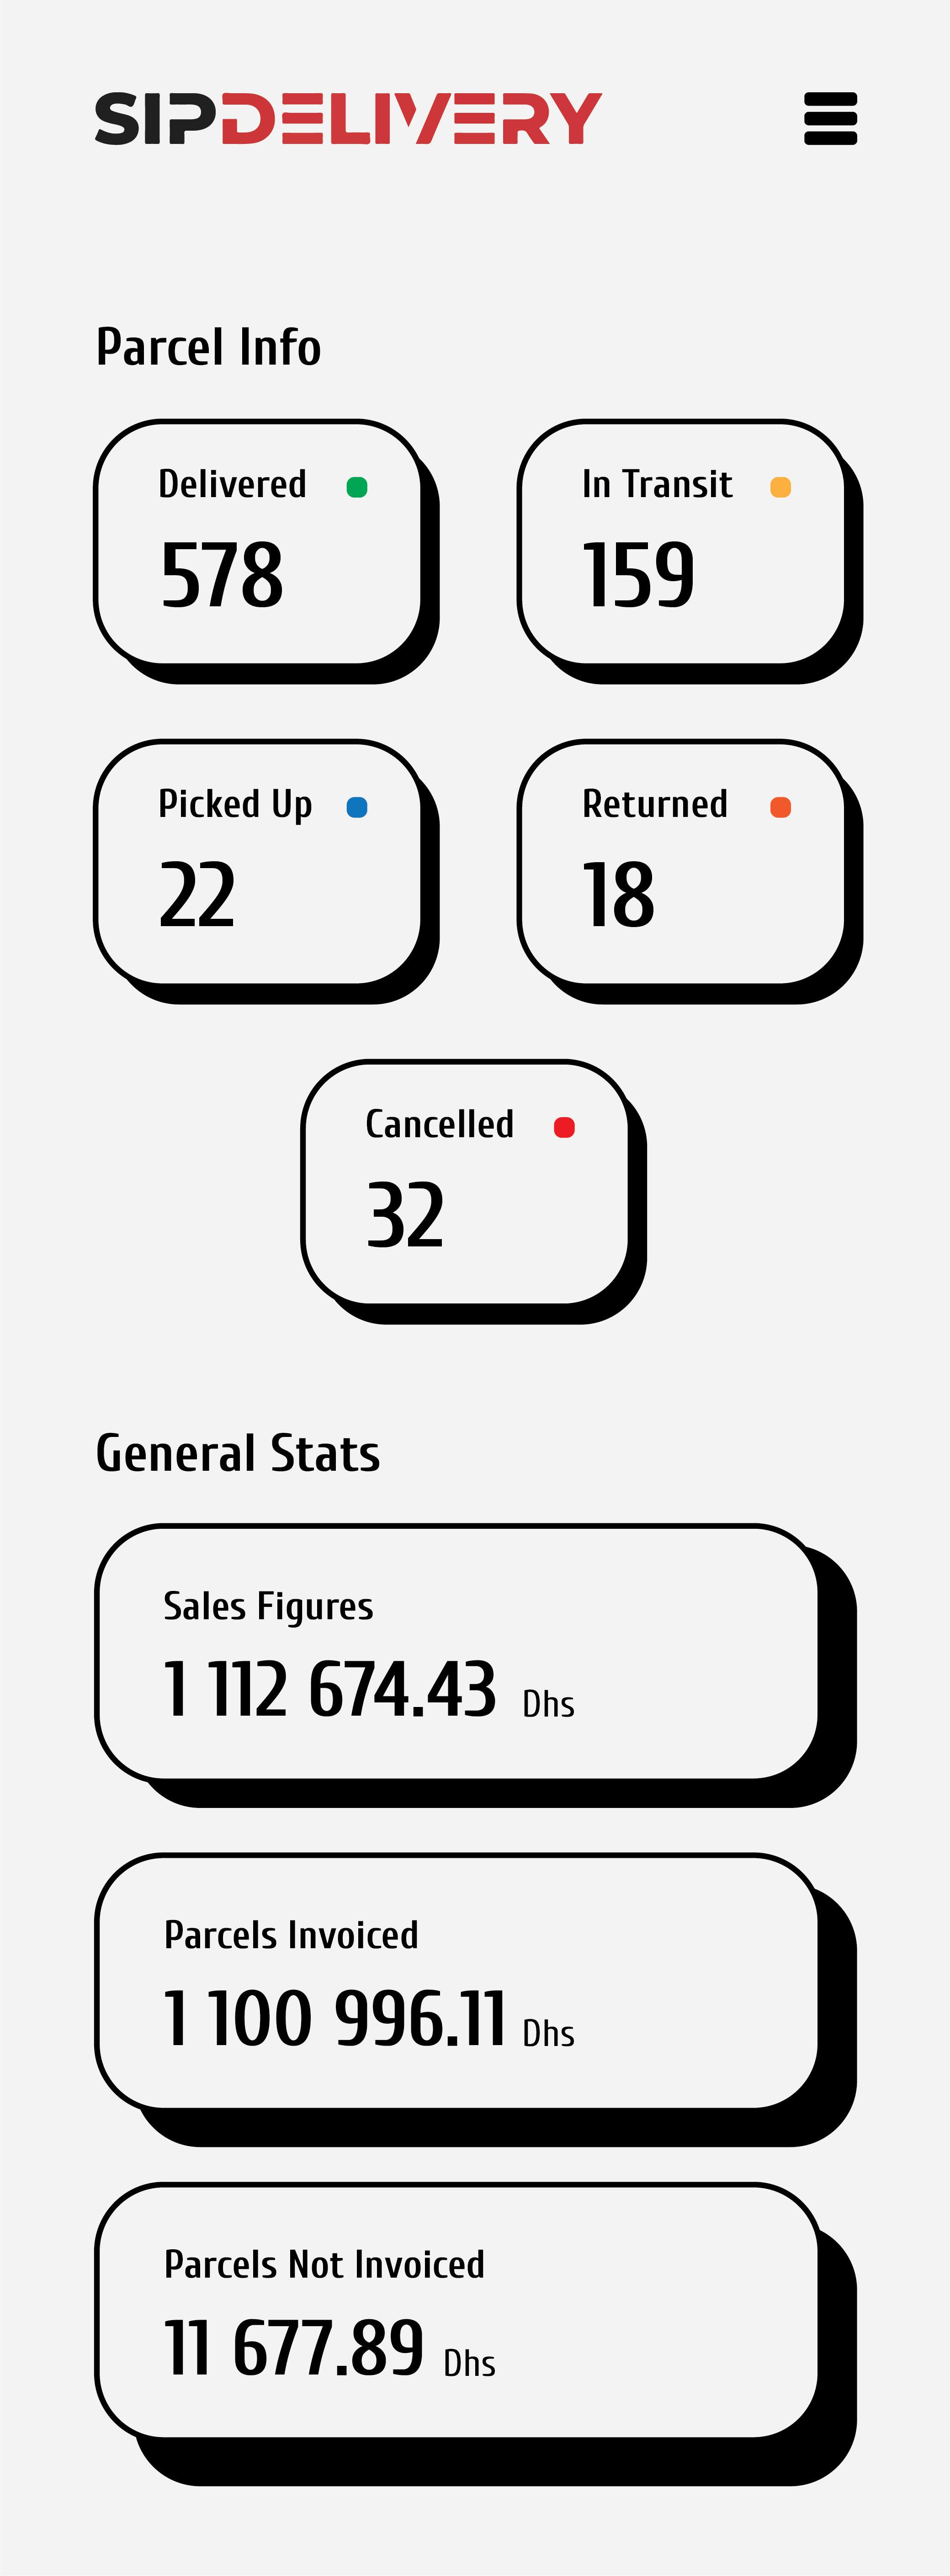 SIPDELIVERY
Parcel Info
Delivered
578
In Transit
159
Picked Up
22
Returned
18
Cancelled
32
General Stats
Sales Figures
1 112 674.43 Dhs
Parcels Invoiced
1 100 996.11 Dhs
Parcels Not Invoiced
11 677.89 Dhs